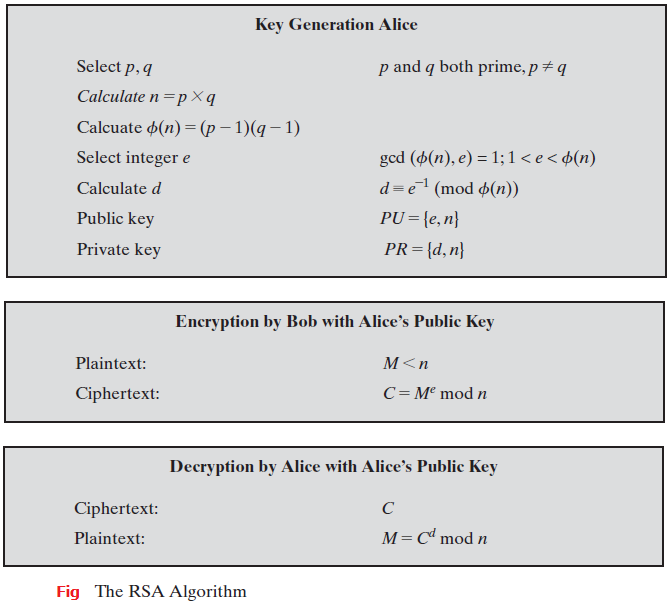 Key Generation Alice
Select p, q p and q both prime, p ≠ q
Calculate n = p × q
Calcuate ϕ(n) = (p − 1)(q − 1)
Select integer e gcd (ϕ(n), e) = 1; 1 < e < ϕ(n)
Calculate d d ≡ e⁻¹ (mod ϕ(n))
Public key PU = {e, n}
Private key PR = {d, n}
Encryption by Bob with Alice’s Public Key
Plaintext: M < n
Ciphertext: C = Mᵉ mod n
Decryption by Alice with Alice’s Public Key
Ciphertext: C
Plaintext: M = Cᵈ mod n
Fig The RSA Algorithm